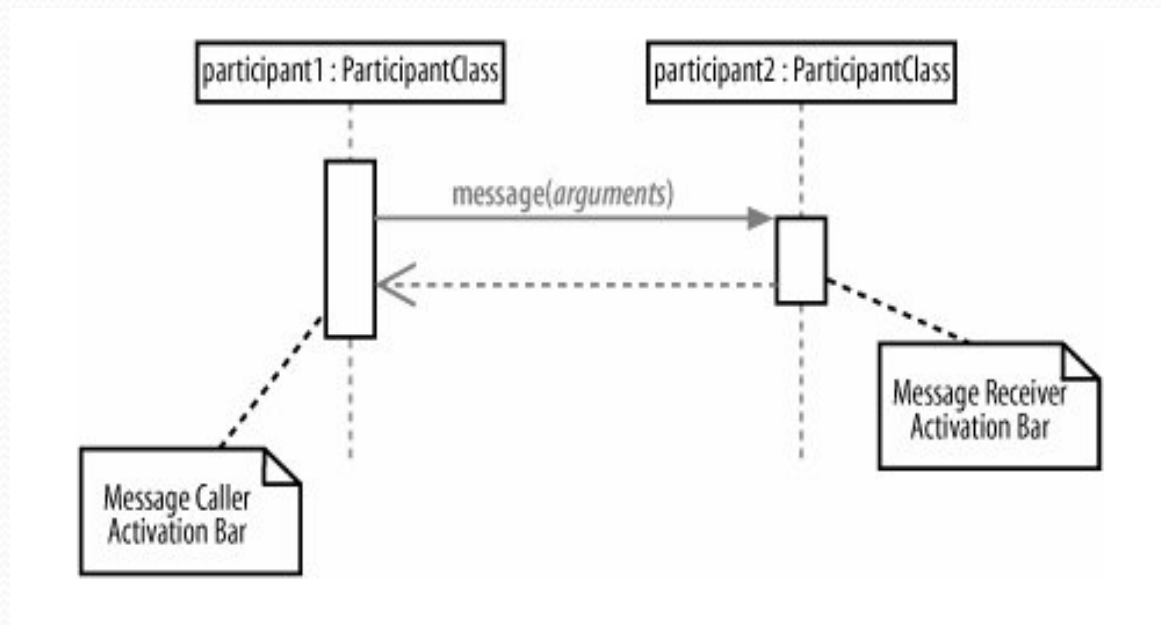 participant1 : ParticipantClass
participant2 : ParticipantClass
message(arguments)
Message Receiver
Activation Bar
Message Caller
Activation Bar